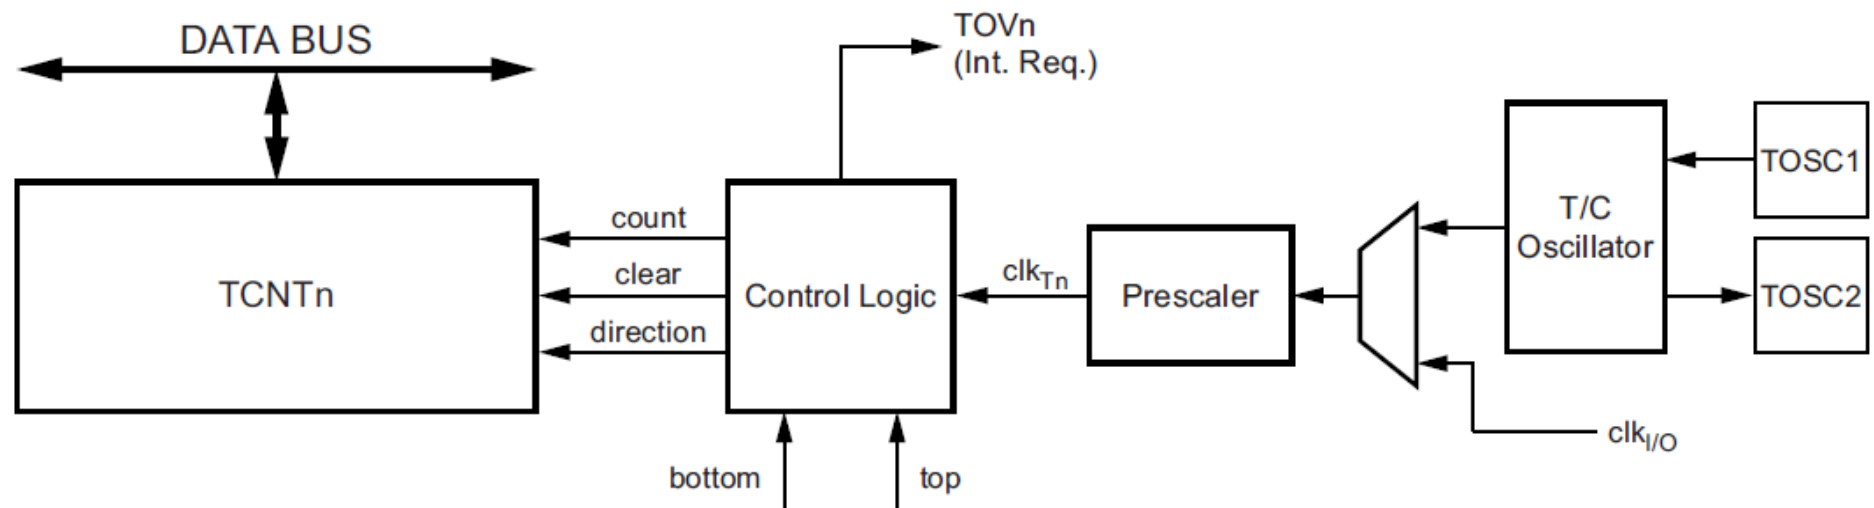 DATA BUS
TOVn
(Int. Req.)
TCNTn
count
clear
direction
Control Logic
bottom
top
clkTn
Prescaler
T/C
Oscillator
TOSC1
TOSC2
clkI/O